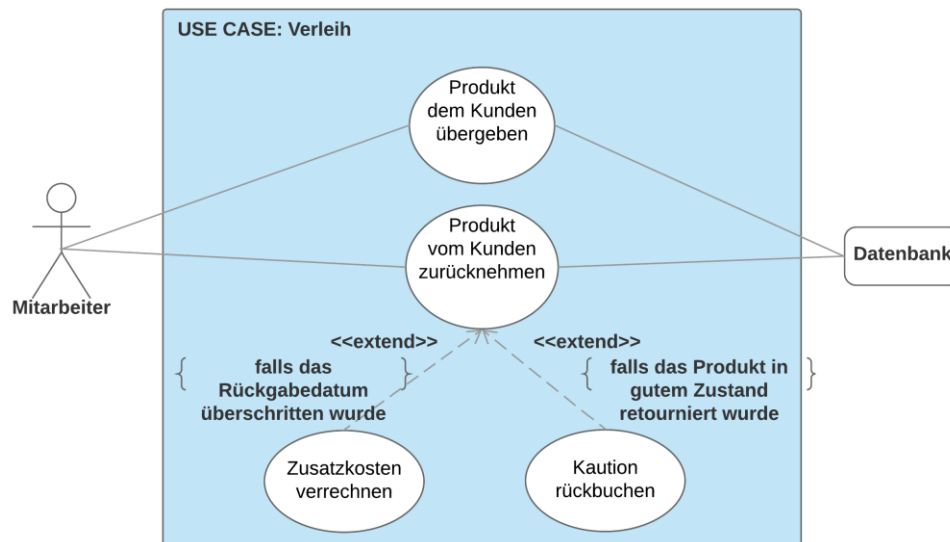 USE CASE: Verleih
Produkt
dem Kunden
übergeben
Produkt
vom Kunden
zurücknehmen
Mitarbeiter
Datenbank
<<extend>>
{ falls das }
Rückgabedatum
überschritten wurde
<<extend>>
{ falls das Produkt in }
gutem Zustand
retourniert wurde
Zusatzkosten
verrechnen
Kaution
rückbuchen